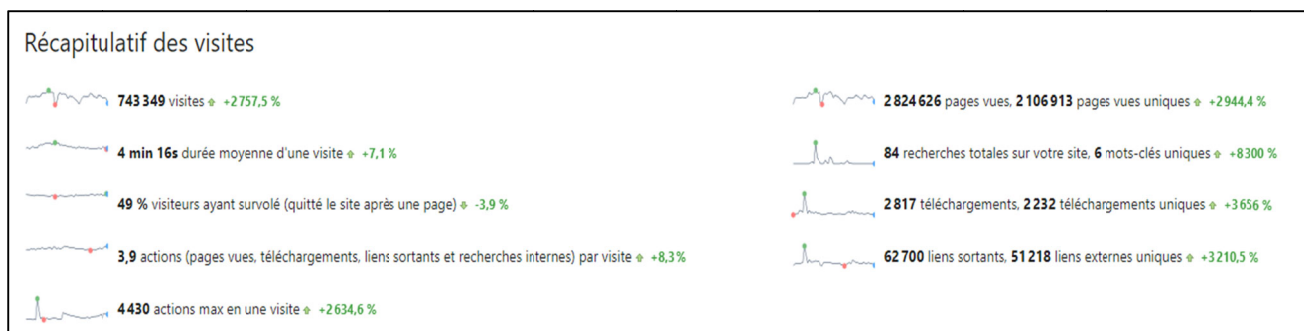 Récapitulatif des visites
743 349 visites +2757,5 %
4 min 16s durée moyenne d'une visite +7,1 %
49 % visiteurs ayant survolé (quitté le site après une page) -3,9 %
3,9 actions (pages vues, téléchargements, liens sortants et recherches internes) par visite +8,3 %
4 430 actions max en une visite +2 634,6 %
2 824 626 pages vues, 2 106 913 pages vues uniques +2 944,4 %
84 recherches totales sur votre site, 6 mots-clés uniques +8300 %
2 817 téléchargements, 2 232 téléchargements uniques +3 656 %
62 700 liens sortants, 51 218 liens externes uniques +3 210,5 %